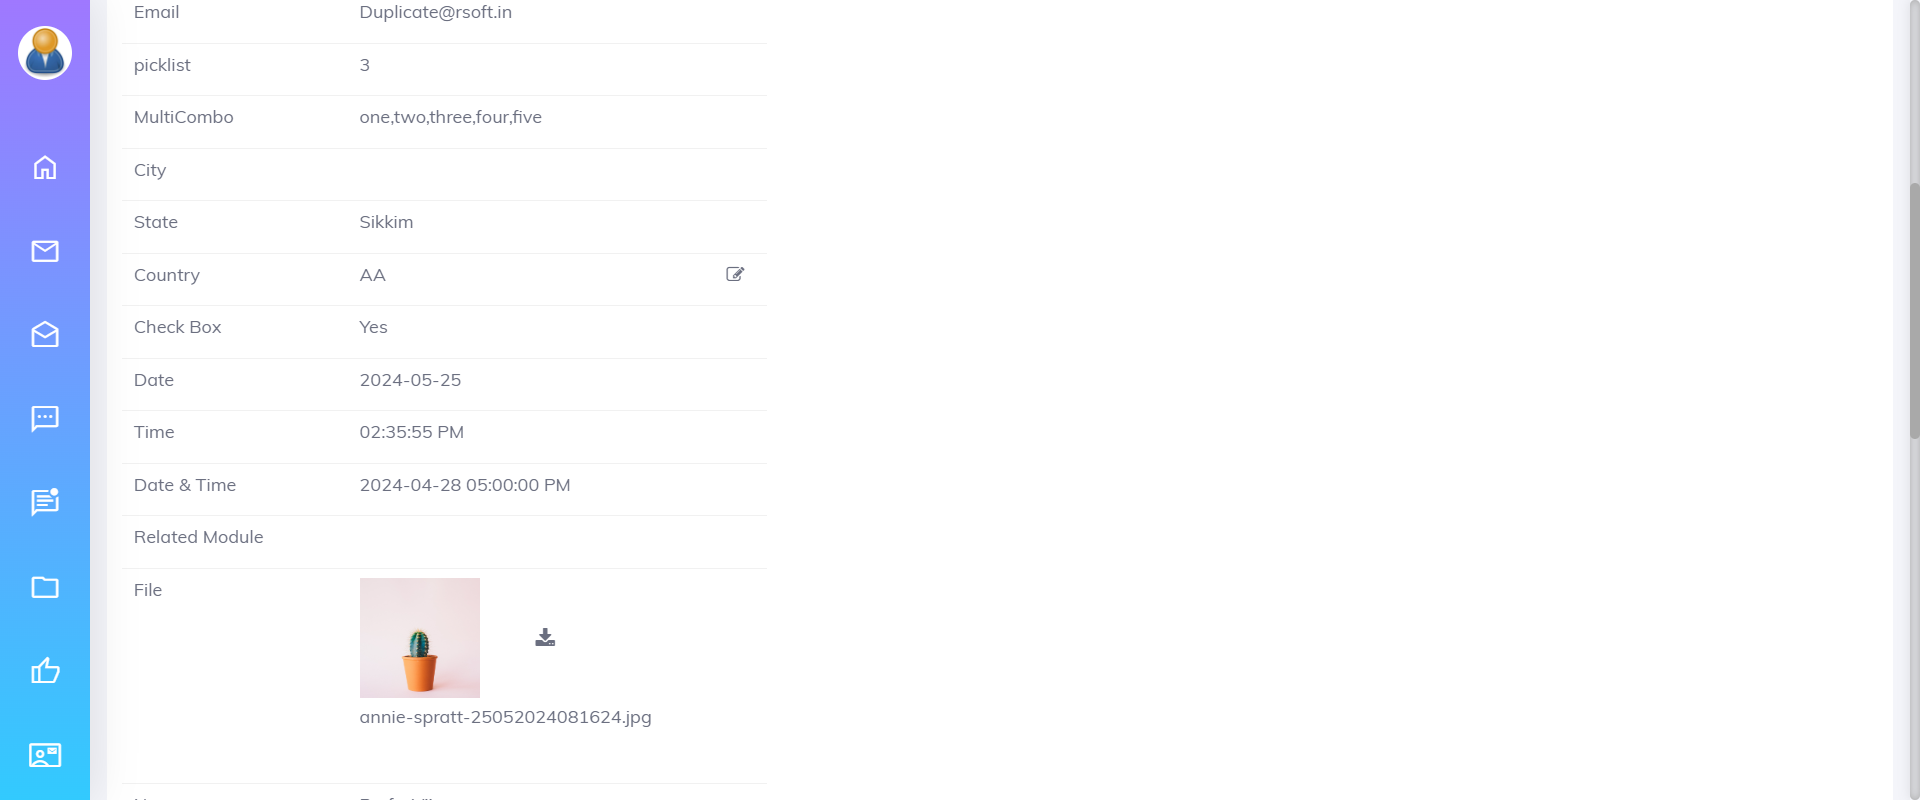 Email Duplicate@rsoft.in
picklist 3
MultiCombo one,two,three,four,five
City
State Sikkim
Country AA
Check Box Yes
Date 2024-05-25
Time 02:35:55 PM
Date & Time 2024-04-28 05:00:00 PM
Related Module
File
annie-spratt-25052024081624.jpg